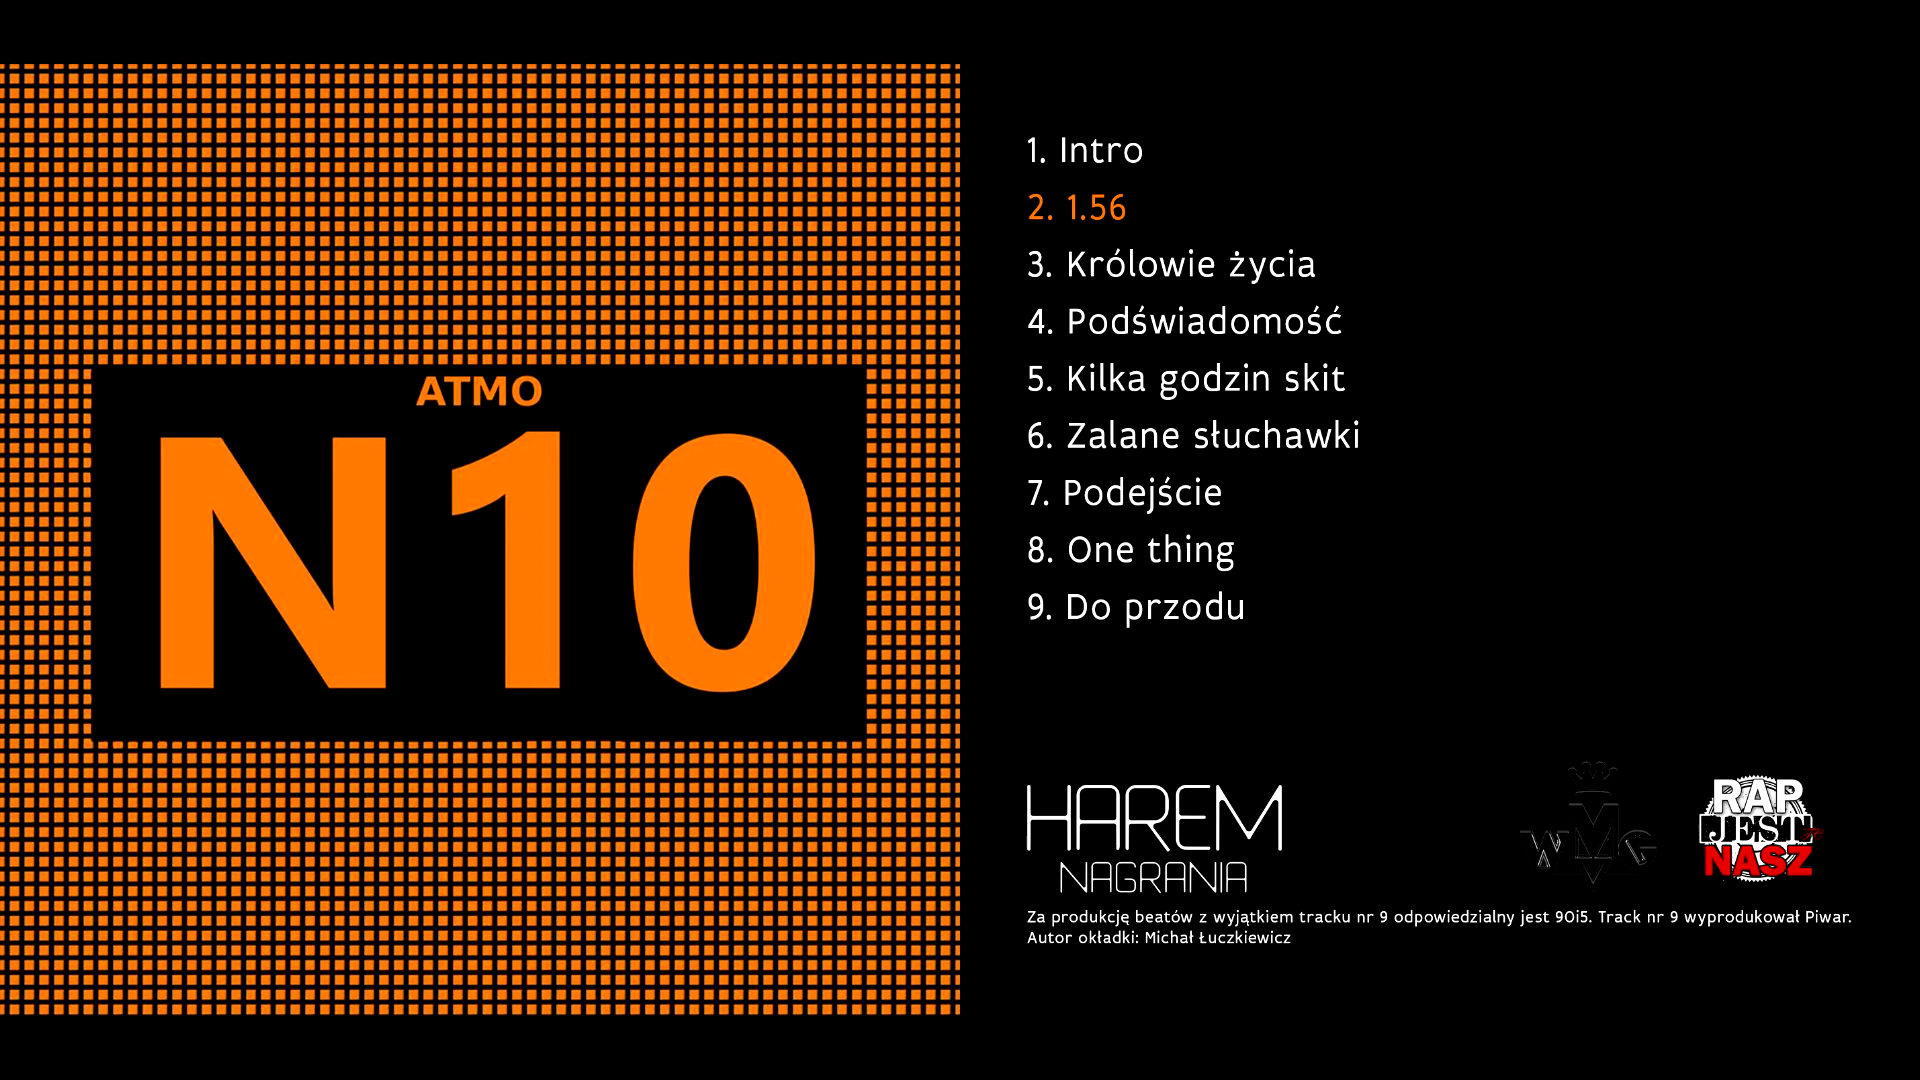 ATMO
N10
1. Intro
2. 1.56
3. Królowie życia
4. Podświadomość
5. Kilka godzin skit
6. Zalane słuchawki
7. Podejście
8. One thing
9. Do przodu
HAREM
NAGRANIA
WMG
RAP
JEST
NASZ
Za produkcję beatów z wyjątkiem tracku nr 9 odpowiedzialny jest 90i5. Track nr 9 wyprodukował Piwar.
Autor okładki: Michał Łuczkiewicz